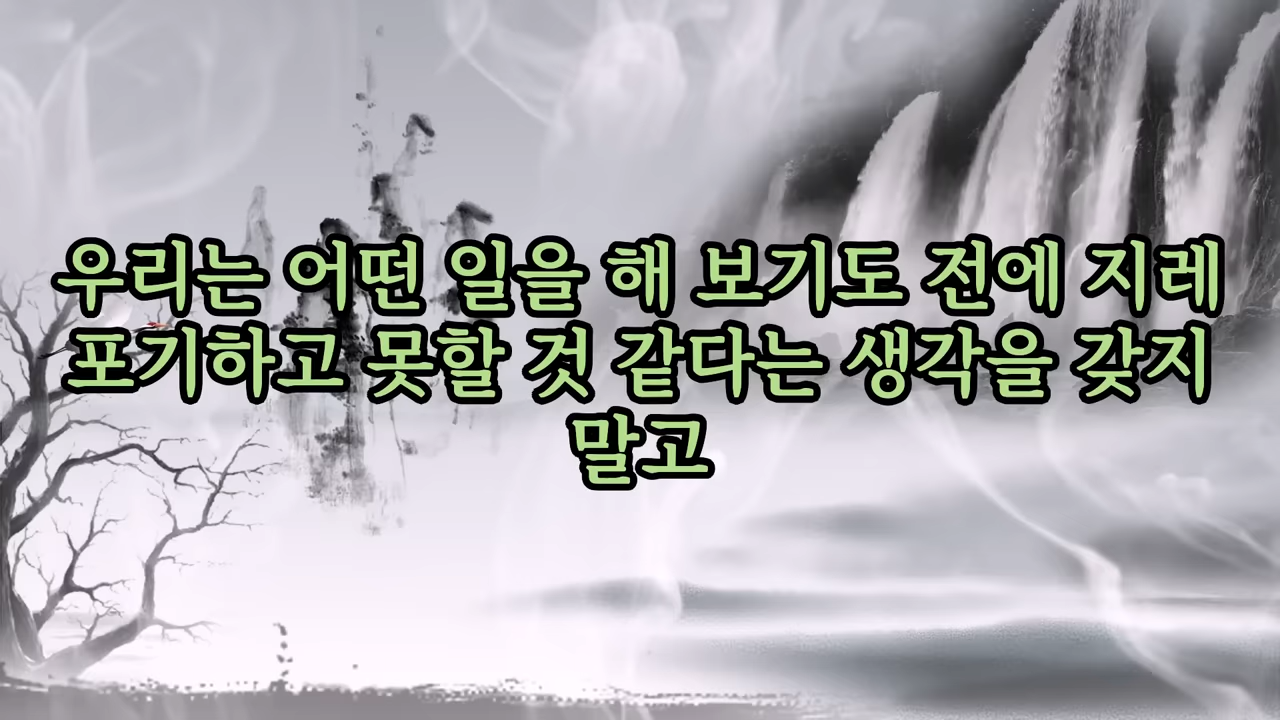 우리는 어떤 일을 해 보기도 전에 지레
포기하고 못할 것 같다는 생각을 갖지
말고